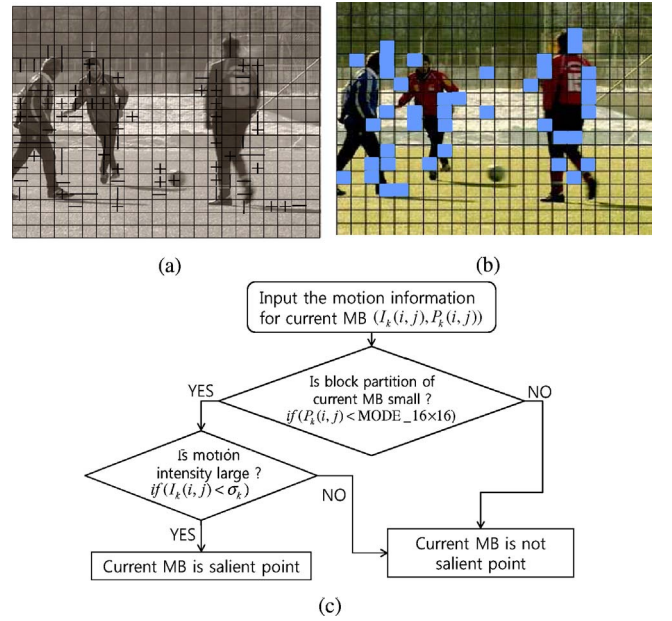 (a)
(b)
Input the motion information
for current MB (I_k(i, j), P_k(i, j))
Is block partition of
current MB small ?
if(P_k(i, j) < MODE _16×16)
YES
NO
Is motion
intensity large ?
if(I_k(i, j) < σ_k)
NO
YES
Current MB is salient point
Current MB is not
salient point
(c)